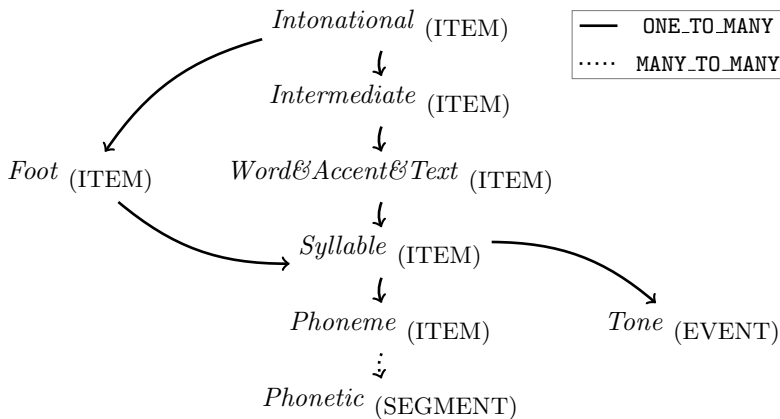 Intonational (ITEM)
ONE_TO_MANY
MANY_TO_MANY
Intermediate (ITEM)
Foot (ITEM)
Word&Accent&Text (ITEM)
Syllable (ITEM)
Phoneme (ITEM)
Tone (EVENT)
Phonetic (SEGMENT)